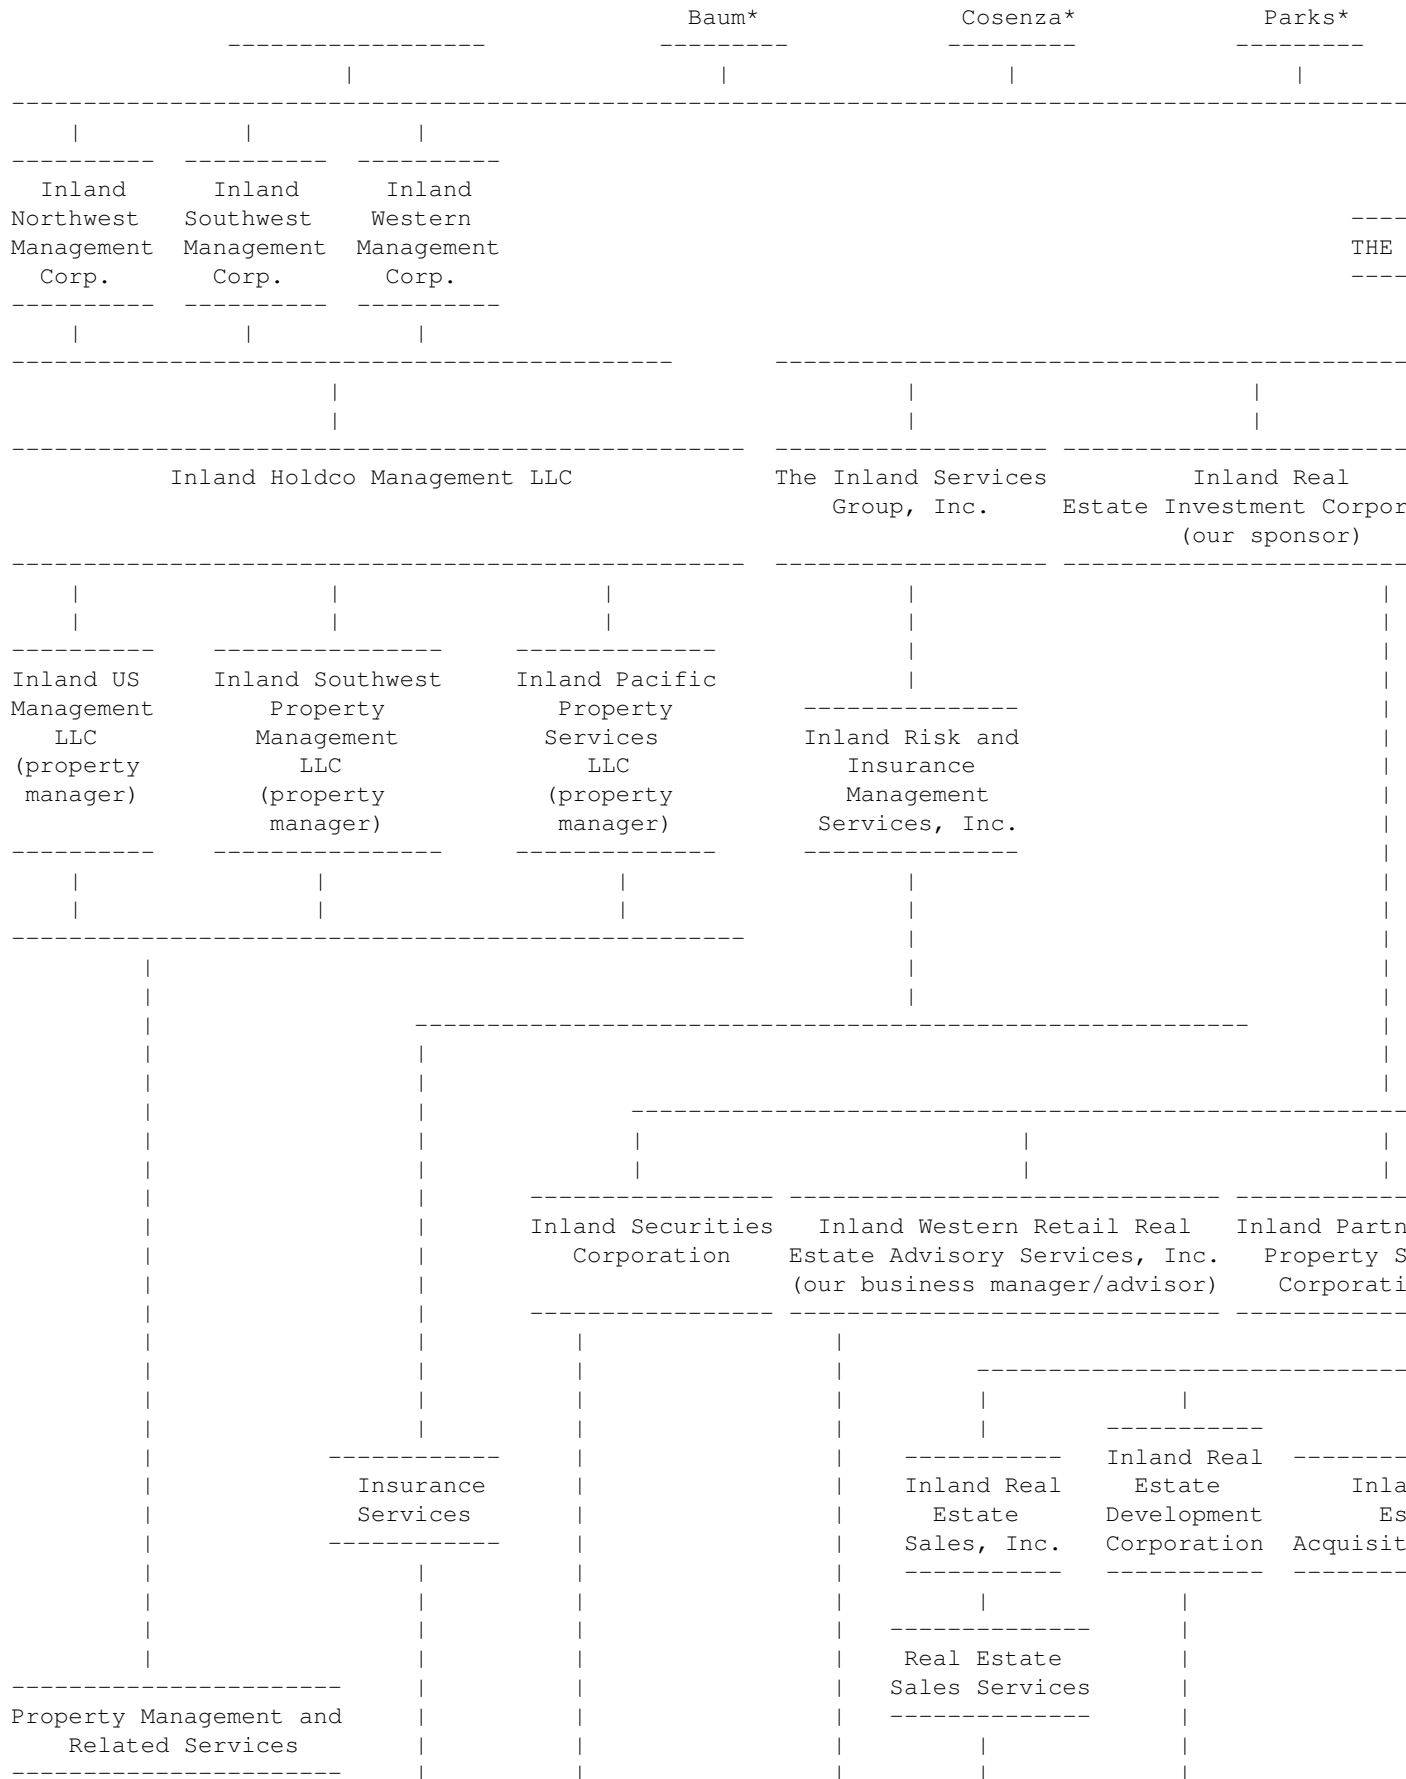 Baum* Cosenza* Parks*
Inland Inland Inland
Northwest Southwest Western
Management Management Management THE
Corp. Corp. Corp.
Inland Holdco Management LLC The Inland Services Inland Real
Group, Inc. Estate Investment Corpor
(our sponsor)
Inland US Inland Southwest Inland Pacific
Management Property Property
LLC Management Services Inland Risk and
(property LLC LLC Insurance
manager) (property (property Management
manager) manager) Services, Inc.
Inland Securities Inland Western Retail Real Inland Partn
Corporation Estate Advisory Services, Inc. Property S
(our business manager/advisor) Corporati
Inland Real
Insurance Inland Real Estate Inla
Services Estate Development Es
Sales, Inc. Corporation Acquisit
Real Estate
Sales Services
Property Management and
Related Services